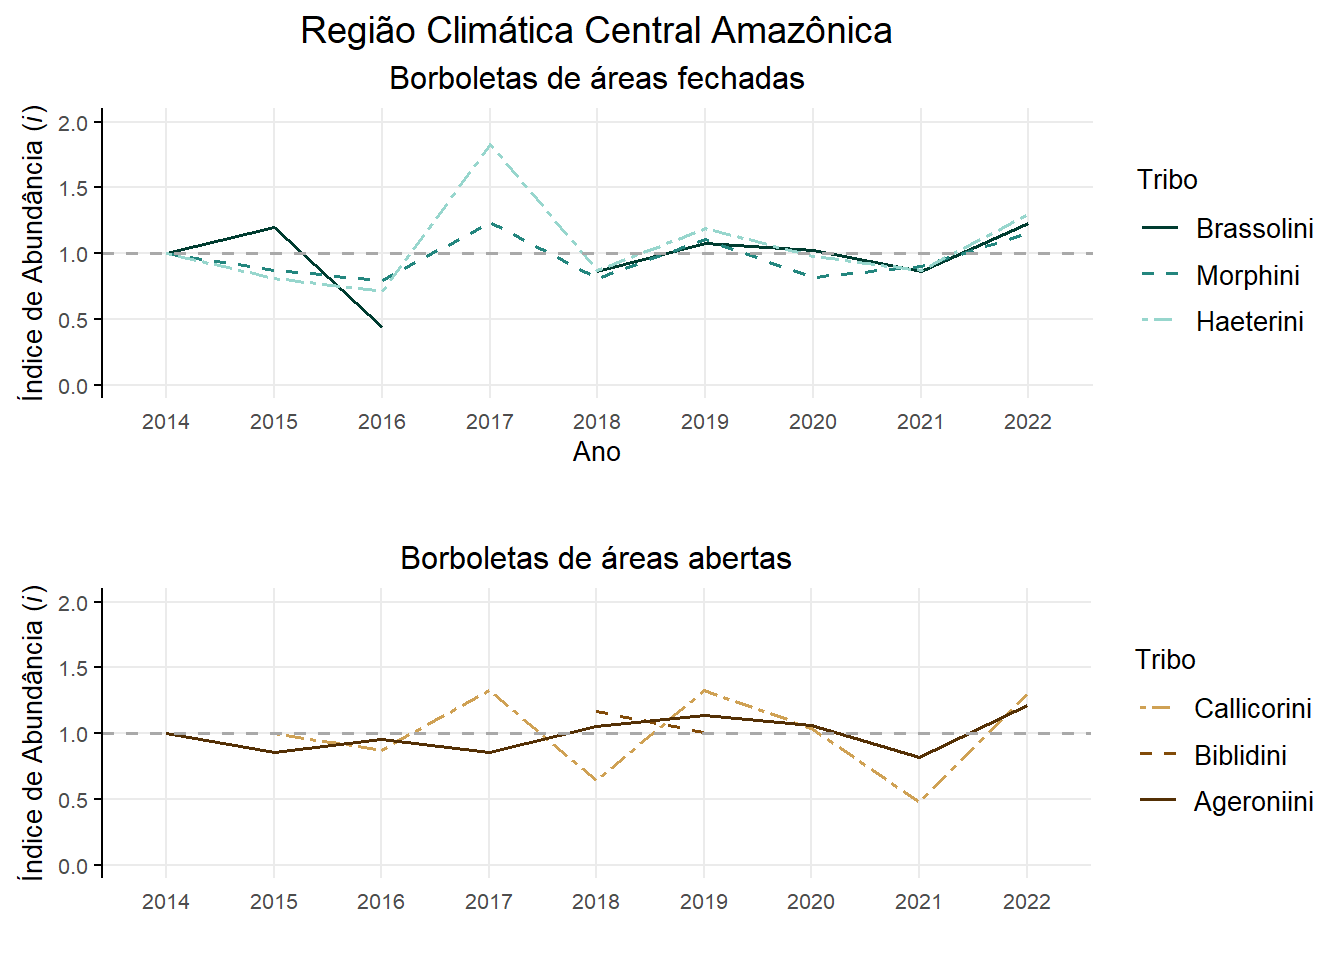 Região Climática Central Amazônica
Borboletas de áreas fechadas
Índice de Abundância (i)
2.0
1.5
1.0
0.5
0.0
2014 2015 2016 2017 2018 2019 2020 2021 2022
Ano
Tribo
Brassolini
Morphini
Haeterini
Borboletas de áreas abertas
Índice de Abundância (i)
2.0
1.5
1.0
0.5
0.0
2014 2015 2016 2017 2018 2019 2020 2021 2022
Tribo
Callicorini
Biblidini
Ageroniini